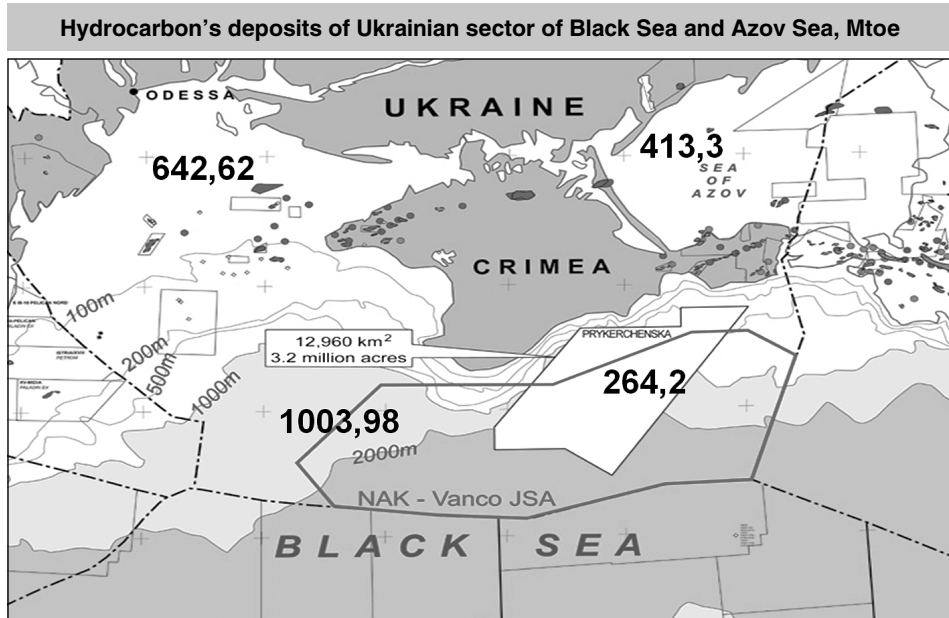 Hydrocarbon’s deposits of Ukrainian sector of Black Sea and Azov Sea, Mtoe
ODESSA
UKRAINE
642,62
413,3
SEA
OF
AZOV
CRIMEA
100m
PRYKERCHENSKA
12,960 km²
3.2 million acres
200m
500m
1000m
264,2
1003,98
2000m
NAK - Vanco JSA
BLACK SEA